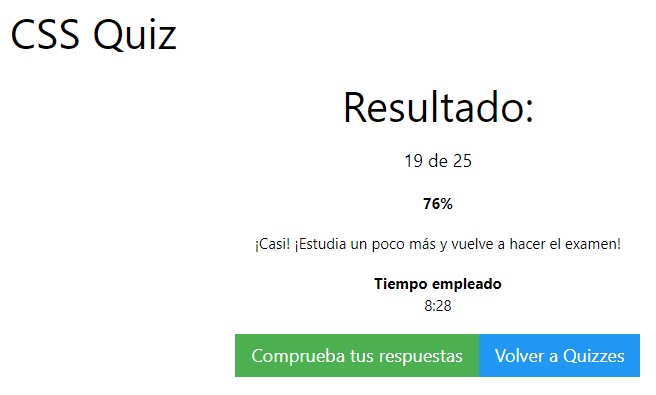 CSS Quiz
Resultado:
19 de 25
76%
¡Casi! ¡Estudia un poco más y vuelve a hacer el examen!
Tiempo empleado
8:28
Comprueba tus respuestas
Volver a Quizzes